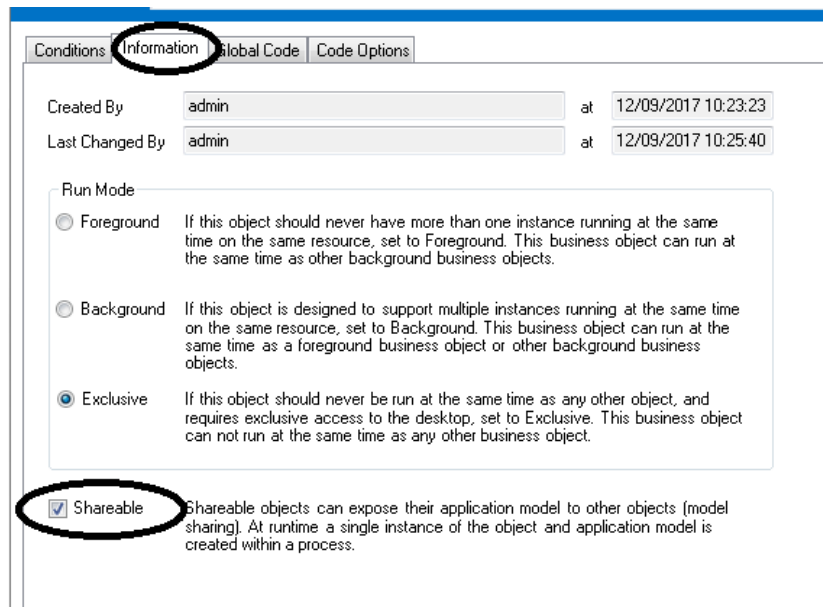 Conditions Information Global Code Code Options
Created By admin at 12/09/2017 10:23:23
Last Changed By admin at 12/09/2017 10:25:40
Run Mode
Foreground If this object should never have more than one instance running at the same
time on the same resource, set to Foreground. This business object can run at
the same time as other background business objects.
Background If this object is designed to support multiple instances running at the same time
on the same resource, set to Background. This business object can run at the
same time as a foreground business object or other background business
objects.
Exclusive If this object should never be run at the same time as any other object, and
requires exclusive access to the desktop, set to Exclusive. This business object
can not run at the same time as any other business object.
Shareable Shareable objects can expose their application model to other objects (model
sharing). At runtime a single instance of the object and application model is
created within a process.